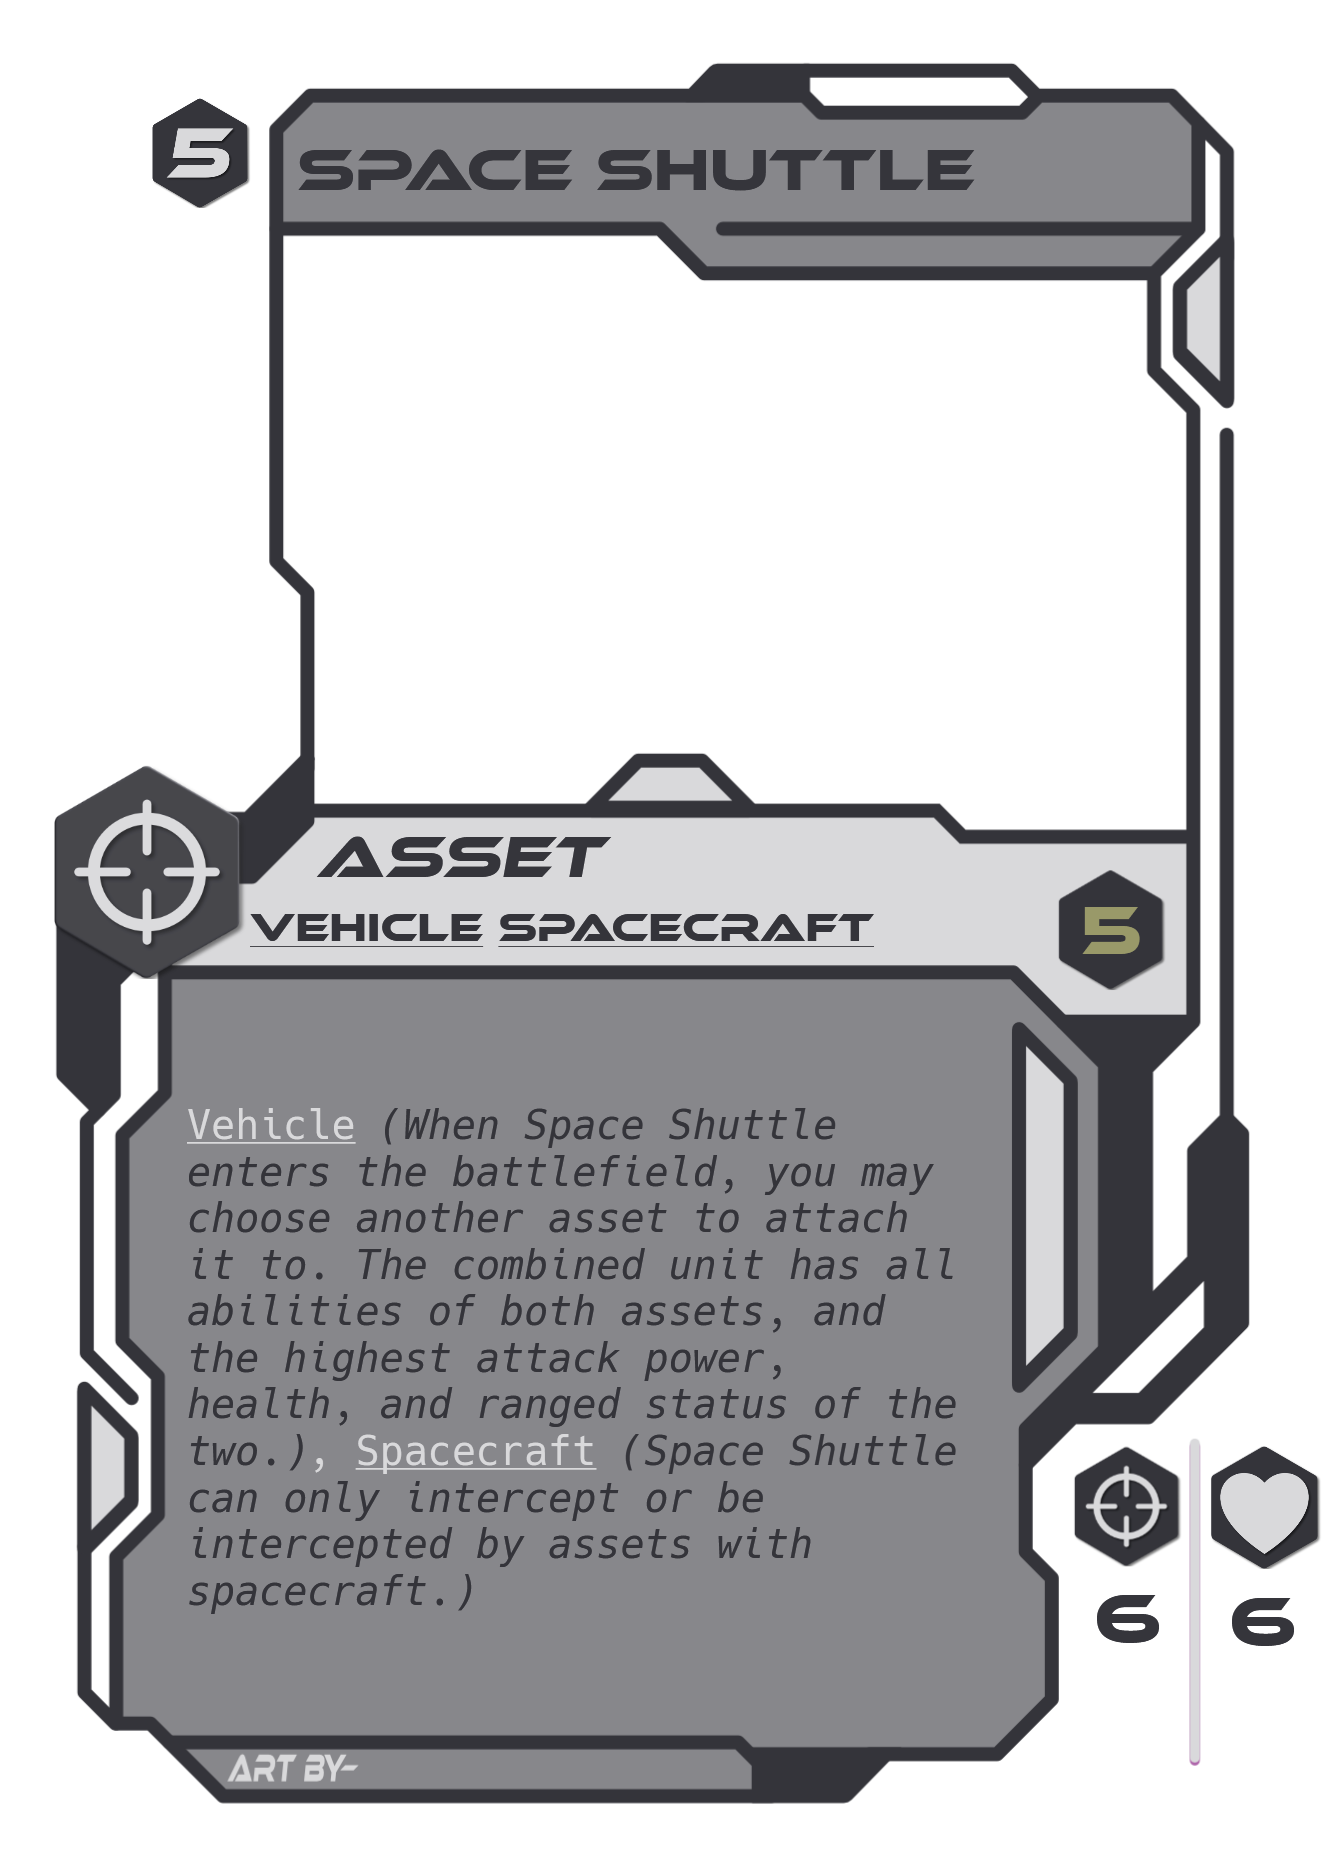 5
SPACE SHUTTLE
ASSET
VEHICLE SPACECRAFT
5
Vehicle (When Space Shuttle
enters the battlefield, you may
choose another asset to attach
it to. The combined unit has all
abilities of both assets, and
the highest attack power,
health, and ranged status of the
two.), Spacecraft (Space Shuttle
can only intercept or be
intercepted by assets with
spacecraft.)
6 6
ART BY-